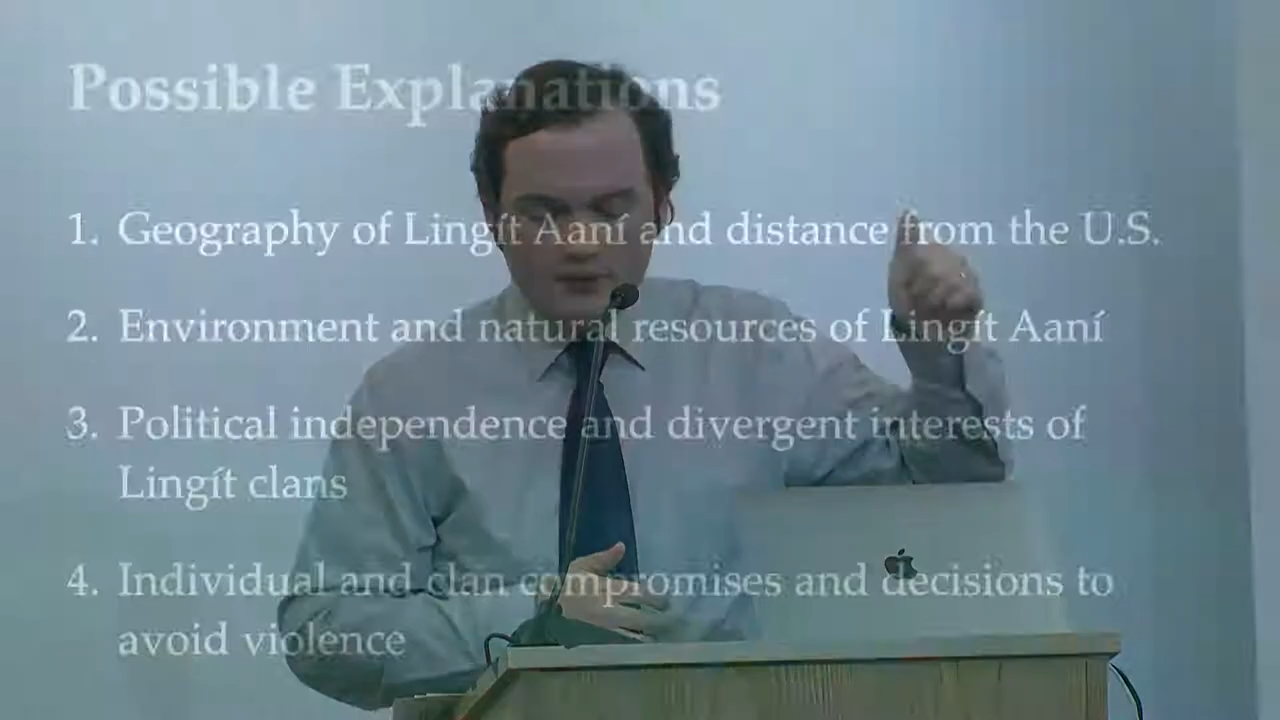 Possible Explanations
1. Geography of Lingít Aaní and distance from the U.S.
2. Environment and natural resources of Lingít Aaní
3. Political independence and divergent interests of
Lingít clans
4. Individual and clan compromises and decisions to
avoid violence